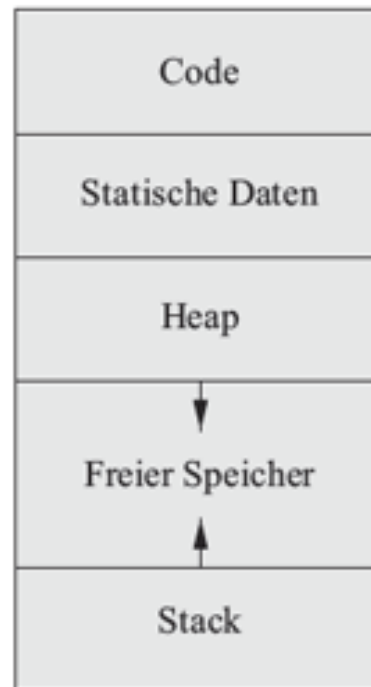 Code
Statische Daten
Heap
Freier Speicher
Stack